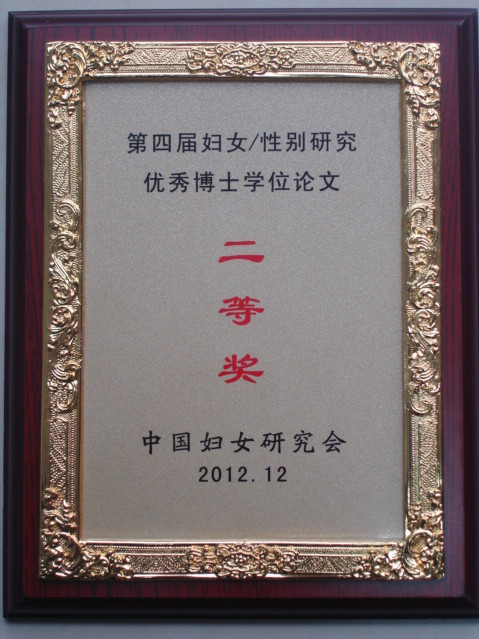 第四届妇女/性别研究
优秀博士学位论文
二
等
奖
中国妇女研究会
2012.12